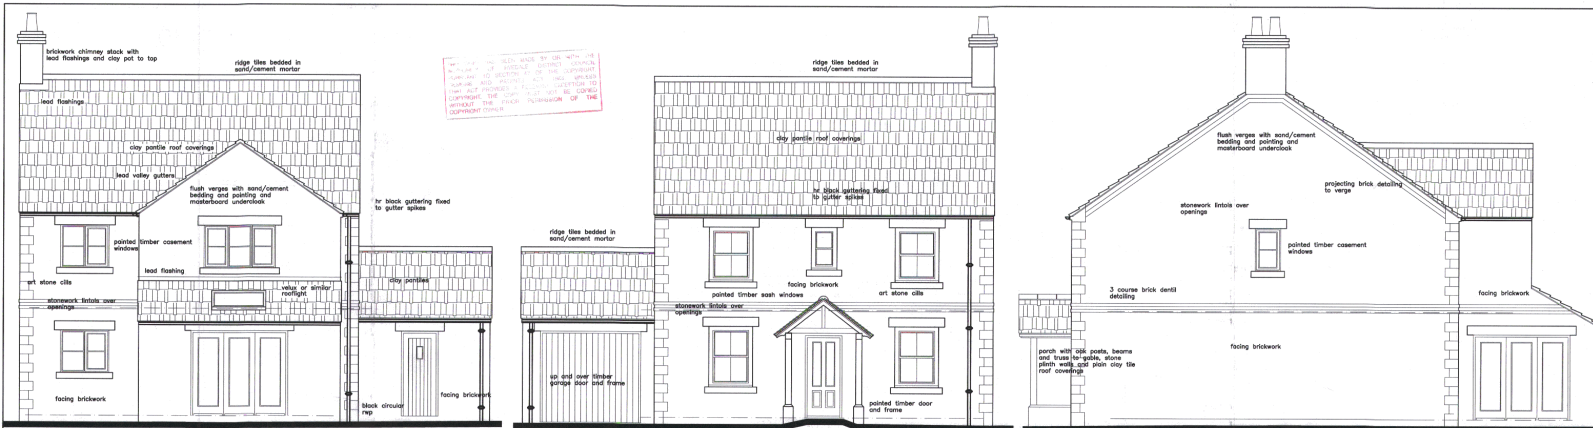 brickwork chimney stack with
lead flashings and clay pot to top
ridge tiles bedded in
sand/cement mortar
lead flashings
clay pantile roof coverings
lead valley gutters
flush verges with sand/cement
bedding and pointing and
masterboard undercloak
hr black guttering fixed
to gutter spikes
painted timber casement
windows
lead flashing
art stone cills
velux or similar
rooflight
clay pantiles
stonework lintols over
openings
facing brickwork
black circular
rwp
facing brickwork
COPYRIGHT
WITHOUT THE PRIOR PERMISSION OF THE
COPYRIGHT OWNER
ridge tiles bedded in
sand/cement mortar
ridge tiles bedded in
sand/cement mortar
clay pantile roof coverings
hr black guttering fixed
to gutter spikes
facing brickwork
painted timber sash windows
art stone cills
stonework lintols over
openings
up and over timber
garage door and frame
painted timber door
and frame
flush verges with sand/cement
bedding and pointing and
masterboard undercloak
projecting brick detailing
to verge
stonework lintols over
openings
painted timber casement
windows
3 course brick dentil
detailing
facing brickwork
facing brickwork
porch with oak posts, beams
and truss to gable, stone
plinth walls and plain clay tile
roof coverings